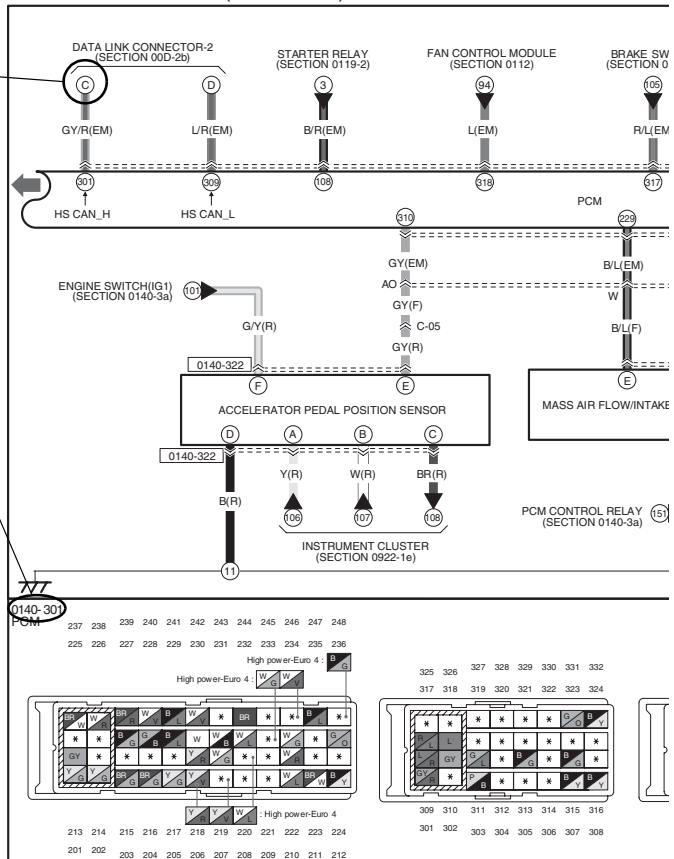 DATA LINK CONNECTOR-2
(SECTION 00D-2b)
STARTER RELAY
(SECTION 0119-2)
FAN CONTROL MODULE
(SECTION 0112)
BRAKE SW
(SECTION 0
C D 3 94 105
GY/R(EM) L/R(EM) B/R(EM) L(EM) R/L(EM
301 309 108 318 317
HS CAN_H HS CAN_L
PCM
310 229
GY(EM) B/L(EM)
ENGINE SWITCH(IG1)
(SECTION 0140-3a)
101
AO
W
GY(F)
G/Y(R) C-05 B/L(F)
GY(R)
0140-322
F E E
ACCELERATOR PEDAL POSITION SENSOR
MASS AIR FLOW/INTAKE
D A B C
0140-322
Y(R) W(R) BR(R)
B(R)
106 107 108
PCM CONTROL RELAY
(SECTION 0140-3a)
151
INSTRUMENT CLUSTER
(SECTION 0922-1e)
11
0140-301
PCM
237 238 239 240 241 242 243 244 245 246 247 248
225 226 227 228 229 230 231 232 233 234 235 236
High power-Euro 4 : B G
High power-Euro 4 : W G W V
325 326 327 328 329 330 331 332
317 318 319 320 321 322 323 324
Y R Y V W L : High power-Euro 4
213 214 215 216 217 218 219 220 221 222 223 224
201 202 203 204 205 206 207 208 209 210 211 212
309 310 311 312 313 314 315 316
301 302 303 304 305 306 307 308